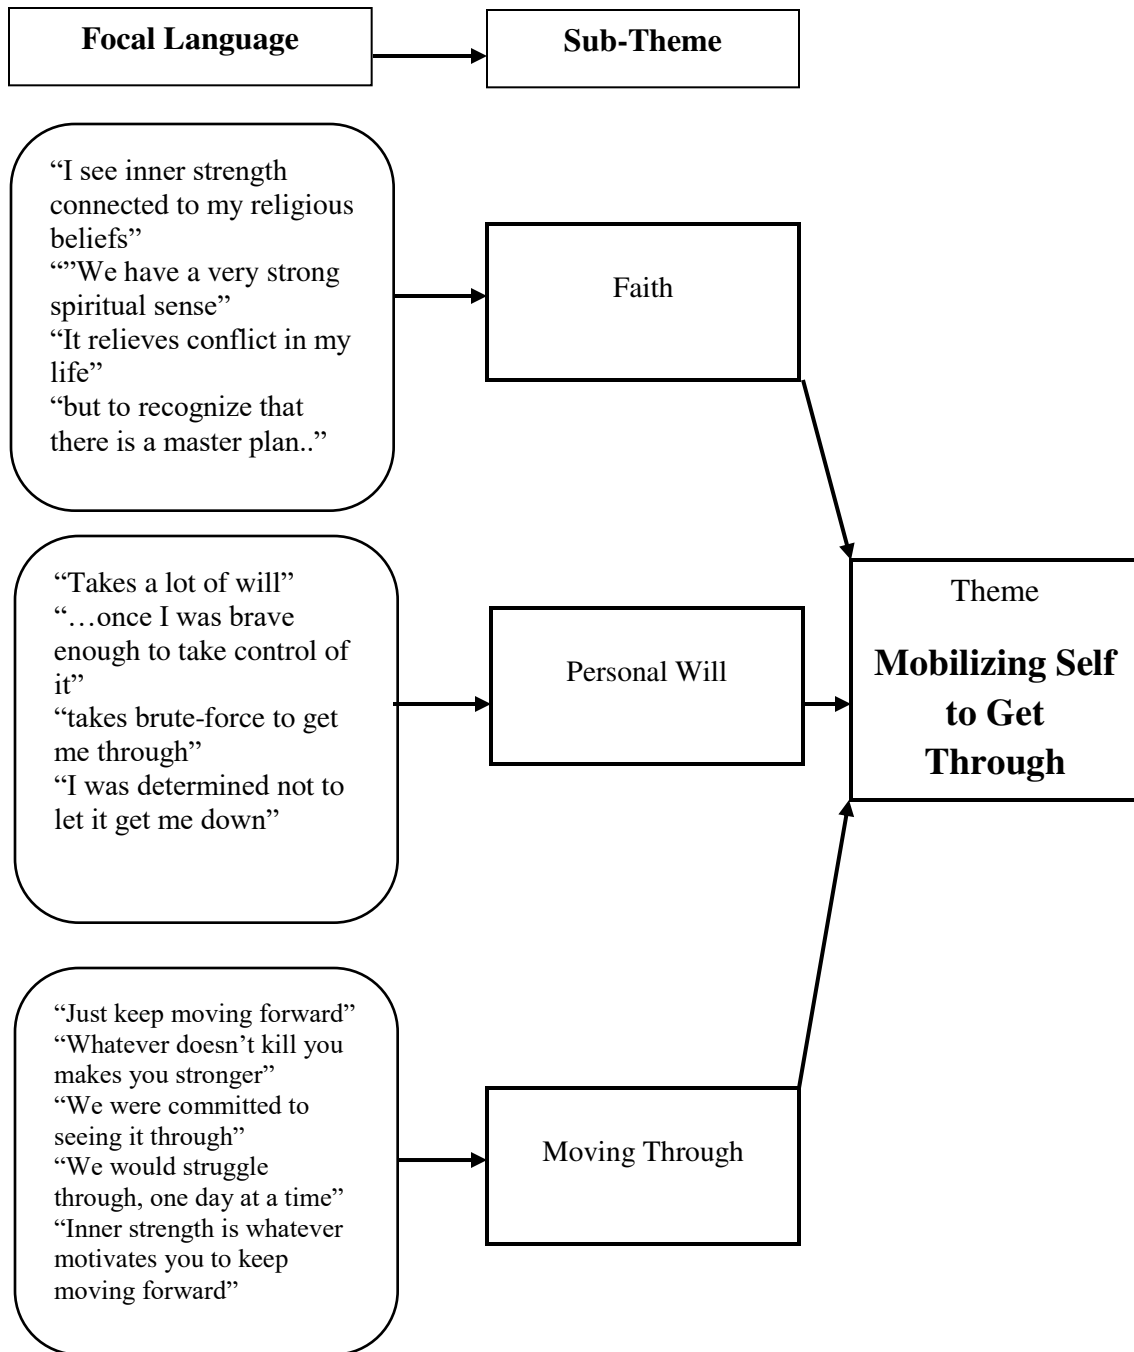 Focal Language
Sub-Theme
“I see inner strength
connected to my religious
beliefs”
“”We have a very strong
spiritual sense”
“It relieves conflict in my
life”
“but to recognize that
there is a master plan..”
Faith
“Takes a lot of will”
“…once I was brave
enough to take control of
it”
“takes brute-force to get
me through”
“I was determined not to
let it get me down”
Personal Will
Theme
Mobilizing Self
to Get
Through
“Just keep moving forward”
“Whatever doesn’t kill you
makes you stronger”
“We were committed to
seeing it through”
“We would struggle
through, one day at a time”
“Inner strength is whatever
motivates you to keep
moving forward”
Moving Through